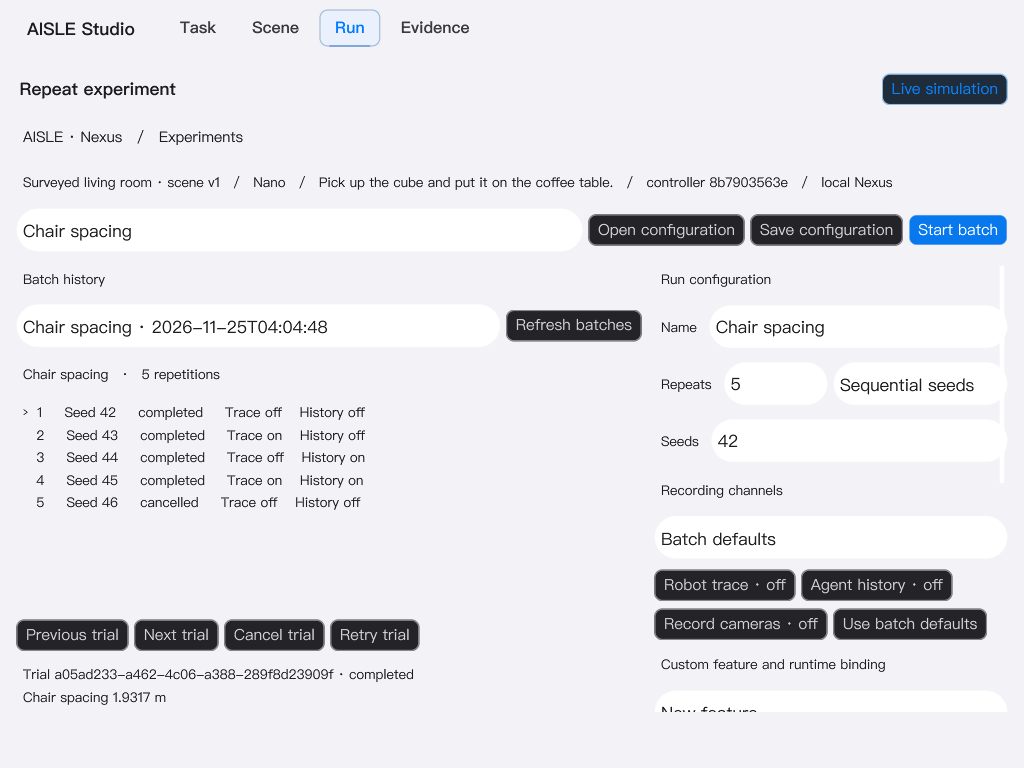 AISLE Studio Task Scene Run Evidence
Repeat experiment Live simulation
AISLE · Nexus / Experiments
Surveyed living room · scene v1 / Nano / Pick up the cube and put it on the coffee table. / controller 8b7903563e / local Nexus
Chair spacing Open configuration Save configuration Start batch
Batch history
Chair spacing · 2026-11-25T04:04:48 Refresh batches
Chair spacing · 5 repetitions
> 1 Seed 42 completed Trace off History off
2 Seed 43 completed Trace on History off
3 Seed 44 completed Trace off History on
4 Seed 45 completed Trace on History on
5 Seed 46 cancelled Trace off History off
Previous trial Next trial Cancel trial Retry trial
Trial a05ad233-a462-4c06-a388-289f8d23909f · completed
Chair spacing 1.9317 m
Run configuration
Name Chair spacing
Repeats 5 Sequential seeds
Seeds 42
Recording channels
Batch defaults
Robot trace · off Agent history · off
Record cameras · off Use batch defaults
Custom feature and runtime binding
New feature